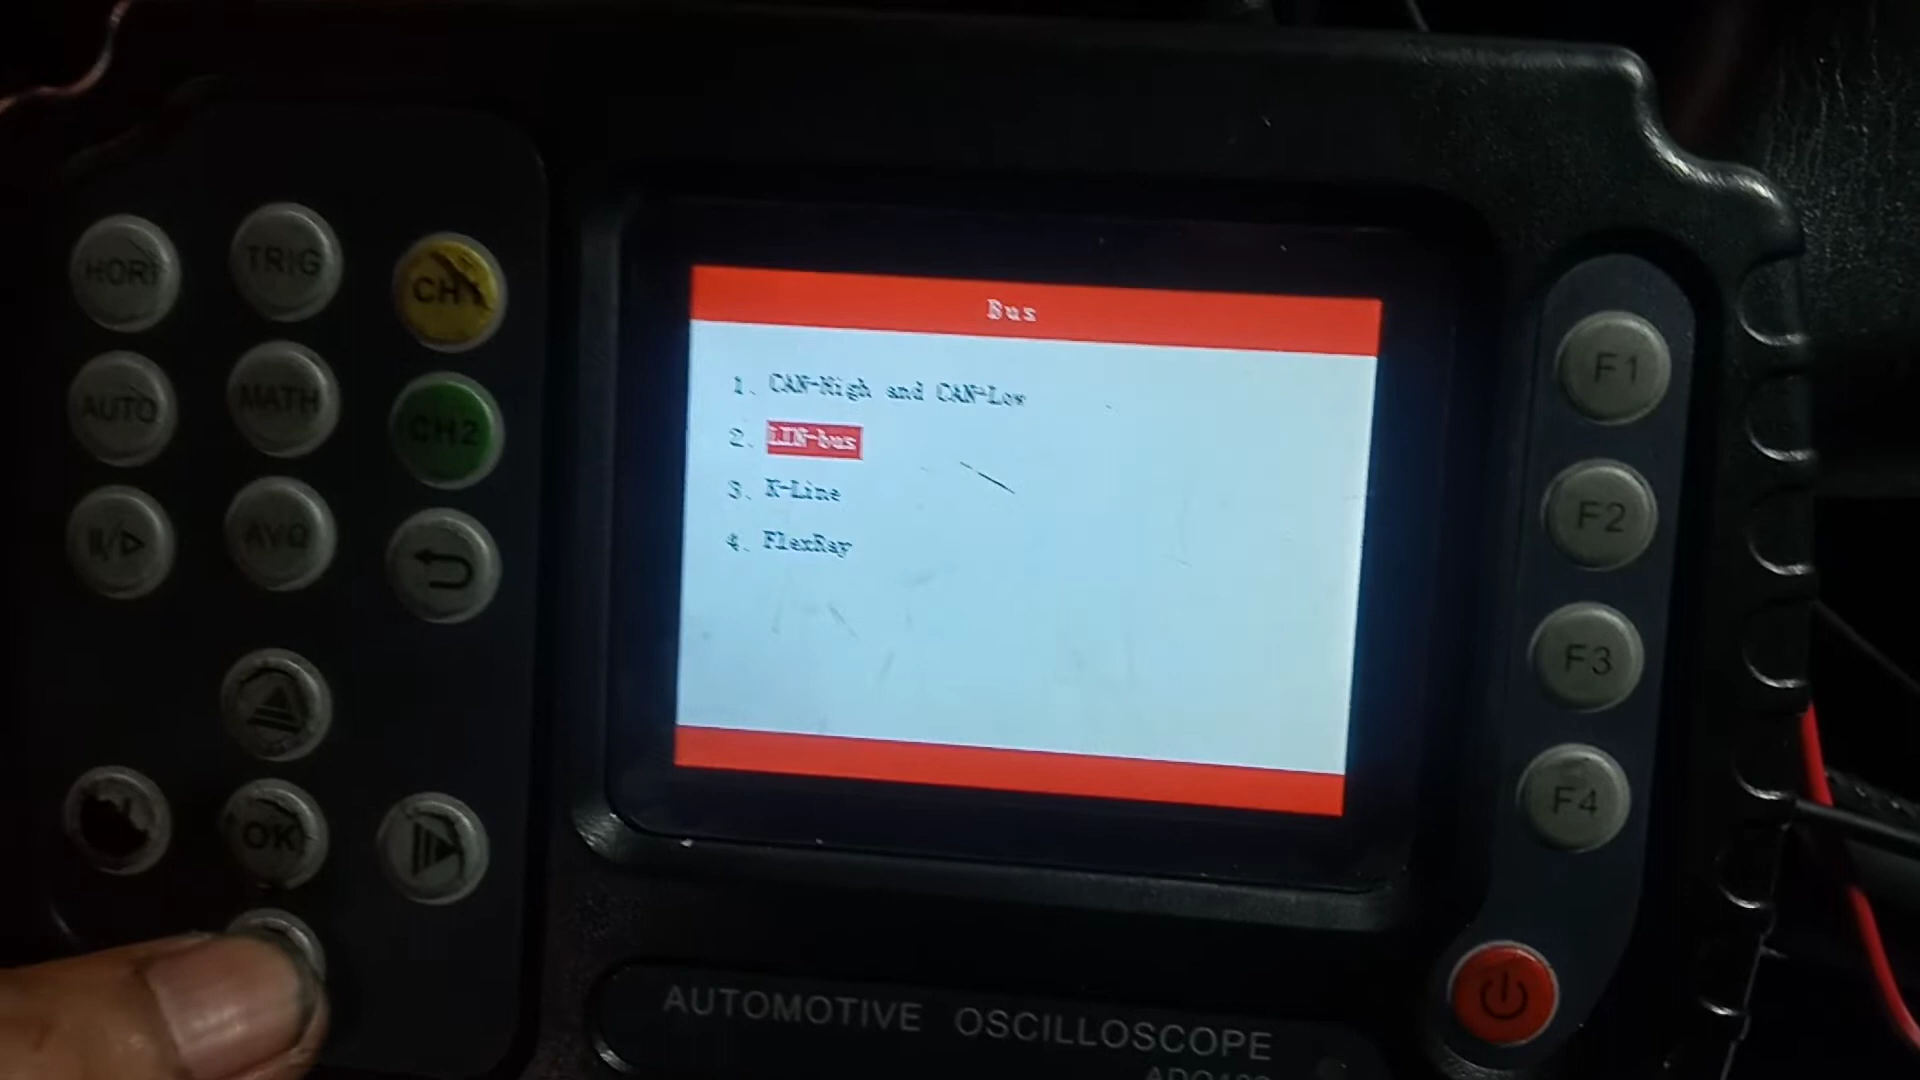 Bus
1. CAN-High and CAN-Low
2. LIN-bus
3. K-Line
4. FlexRay
HORI
TRIG
CH1
AUTO
MATH
CH2
AVG
OK
F1
F2
F3
F4
AUTOMOTIVE OSCILLOSCOPE